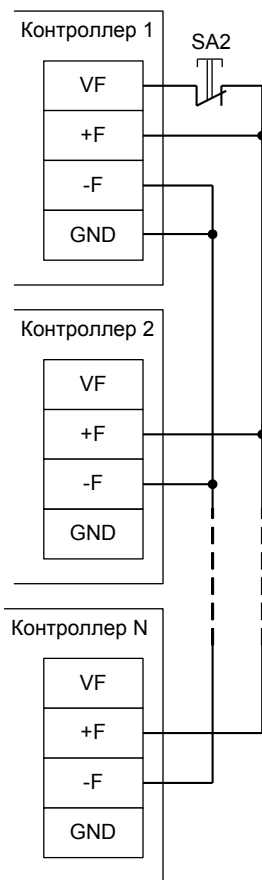 Контроллер 1
SA2
VF
+F
-F
GND
Контроллер 2
VF
+F
-F
GND
Контроллер N
VF
+F
-F
GND